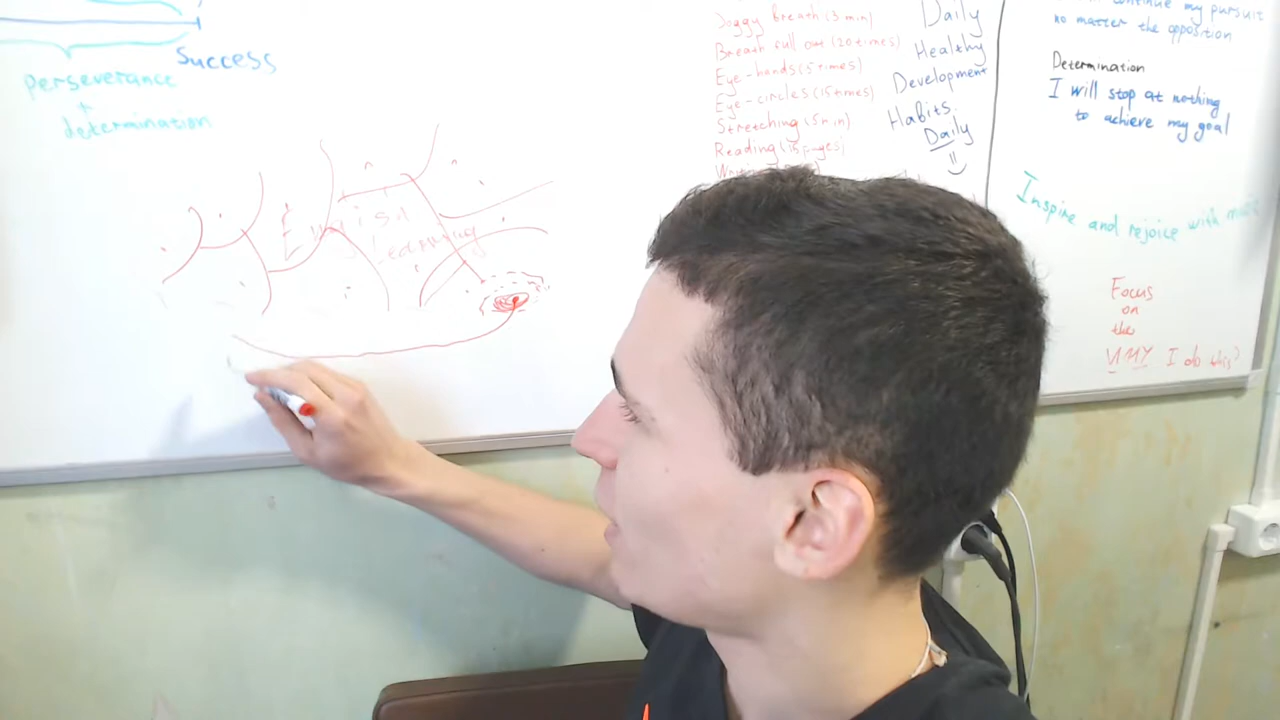 Success
perseverance
+
determination
English
Learning
Doggy breath (3 min)
Breath full out (20 times)
Eye-hands (5 times)
Eye-circles (15 times)
Stretching (5 min)
Reading (15 pages)
Daily
Healthy
Development
Habits.
Daily
continue my pursuit
no matter the opposition
Determination
I will stop at nothing
to achieve my goal
Inspire and rejoice with
Focus
on
the
WHY I do this?